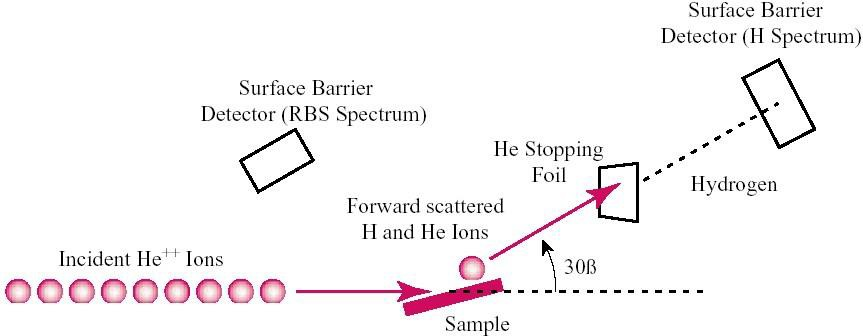 Surface Barrier
Detector (H Spectrum)
Surface Barrier
Detector (RBS Spectrum)
He Stopping
Foil
Hydrogen
Forward scattered
H and He Ions
Incident He++ Ions
30ß
Sample